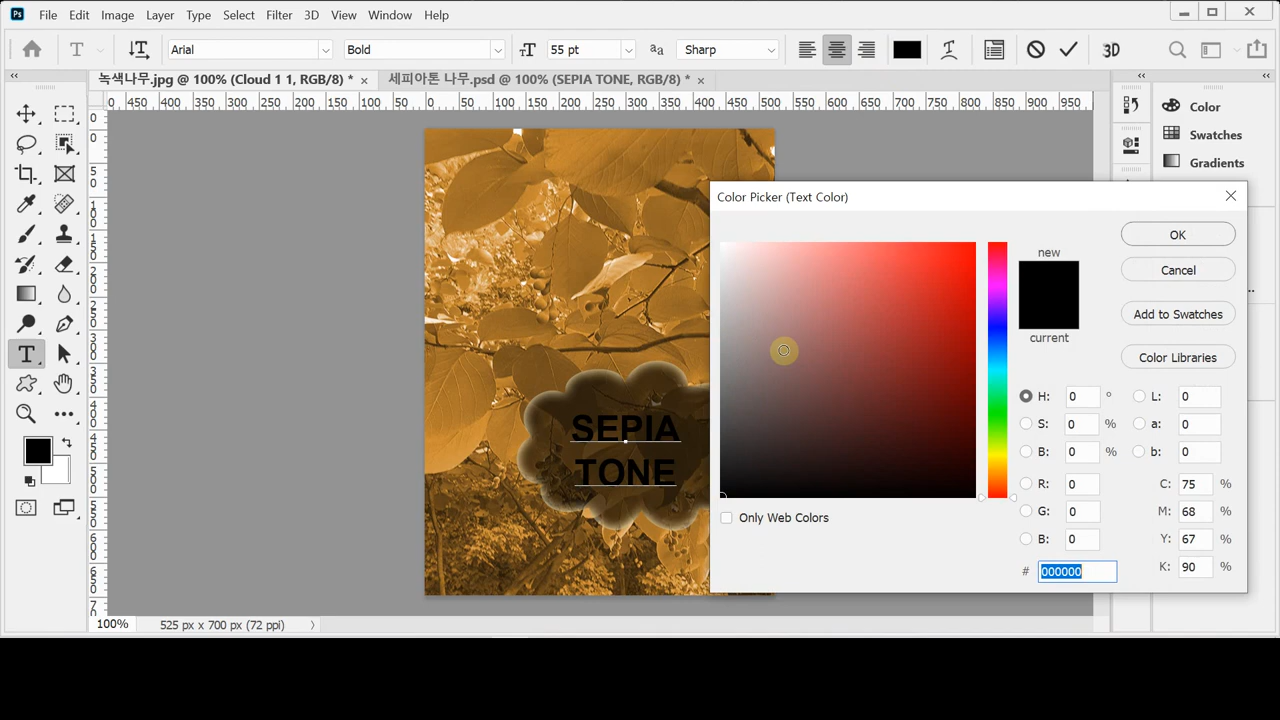 Ps File Edit Image Layer Type Select Filter 3D View Window Help
T Arial Bold 55 pt aa Sharp 3D
녹색나무.jpg @ 100% (Cloud 1 1, RGB/8) * × 세피아톤 나무.psd @ 100% (SEPIA TONE, RGB/8) * ×
0 450 400 350 300 250 200 150 100 50 0 50 100 150 200 250 300 350 400 450 500 550 600 650 700 750 800 850 900 950
Color
Swatches
Gradients
Color Picker (Text Color)
OK
new
Cancel
Add to Swatches
current
Color Libraries
H: 0 ° L: 0
S: 0 % a: 0
B: 0 % b: 0
R: 0 C: 75 %
G: 0 M: 68 %
B: 0 Y: 67 %
# 000000 K: 90 %
Only Web Colors
SEPIA
TONE
100% 525 px x 700 px (72 ppi)